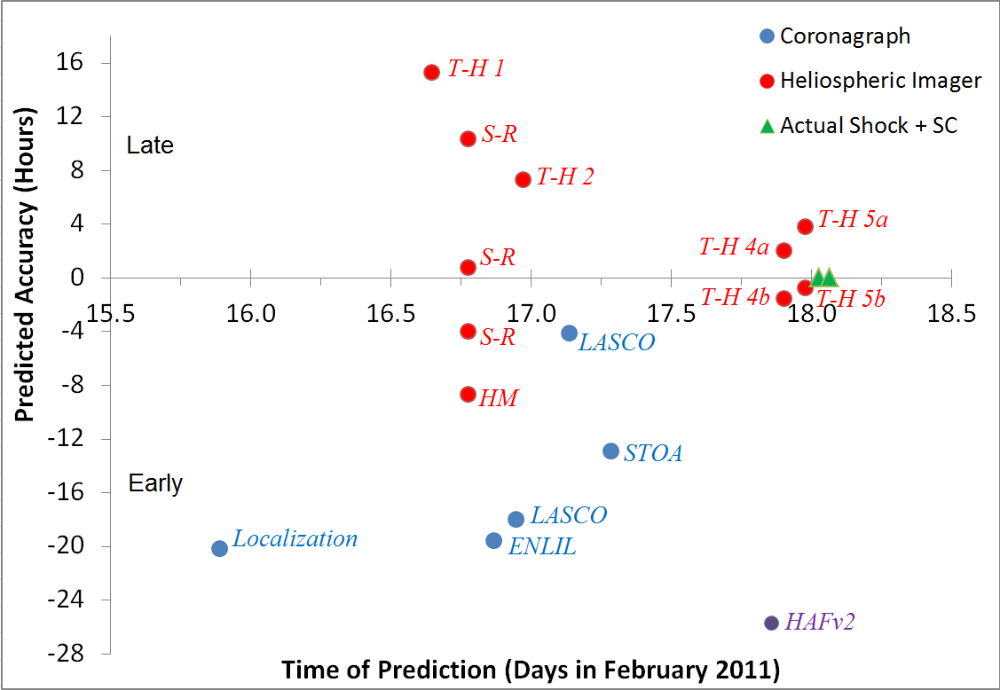 Coronagraph
Heliospheric Imager
Actual Shock + SC
Predicted Accuracy (Hours)
16
12
8
4
0
-4
-8
-12
-16
-20
-24
-28
Late
Early
T-H 1
S-R
T-H 2
S-R
T-H 5a
T-H 4a
T-H 4b
T-H 5b
15.5
16.0
16.5
17.0
17.5
18.0
18.5
S-R
LASCO
HM
STOA
LASCO
Localization
ENLIL
HAFv2
Time of Prediction (Days in February 2011)